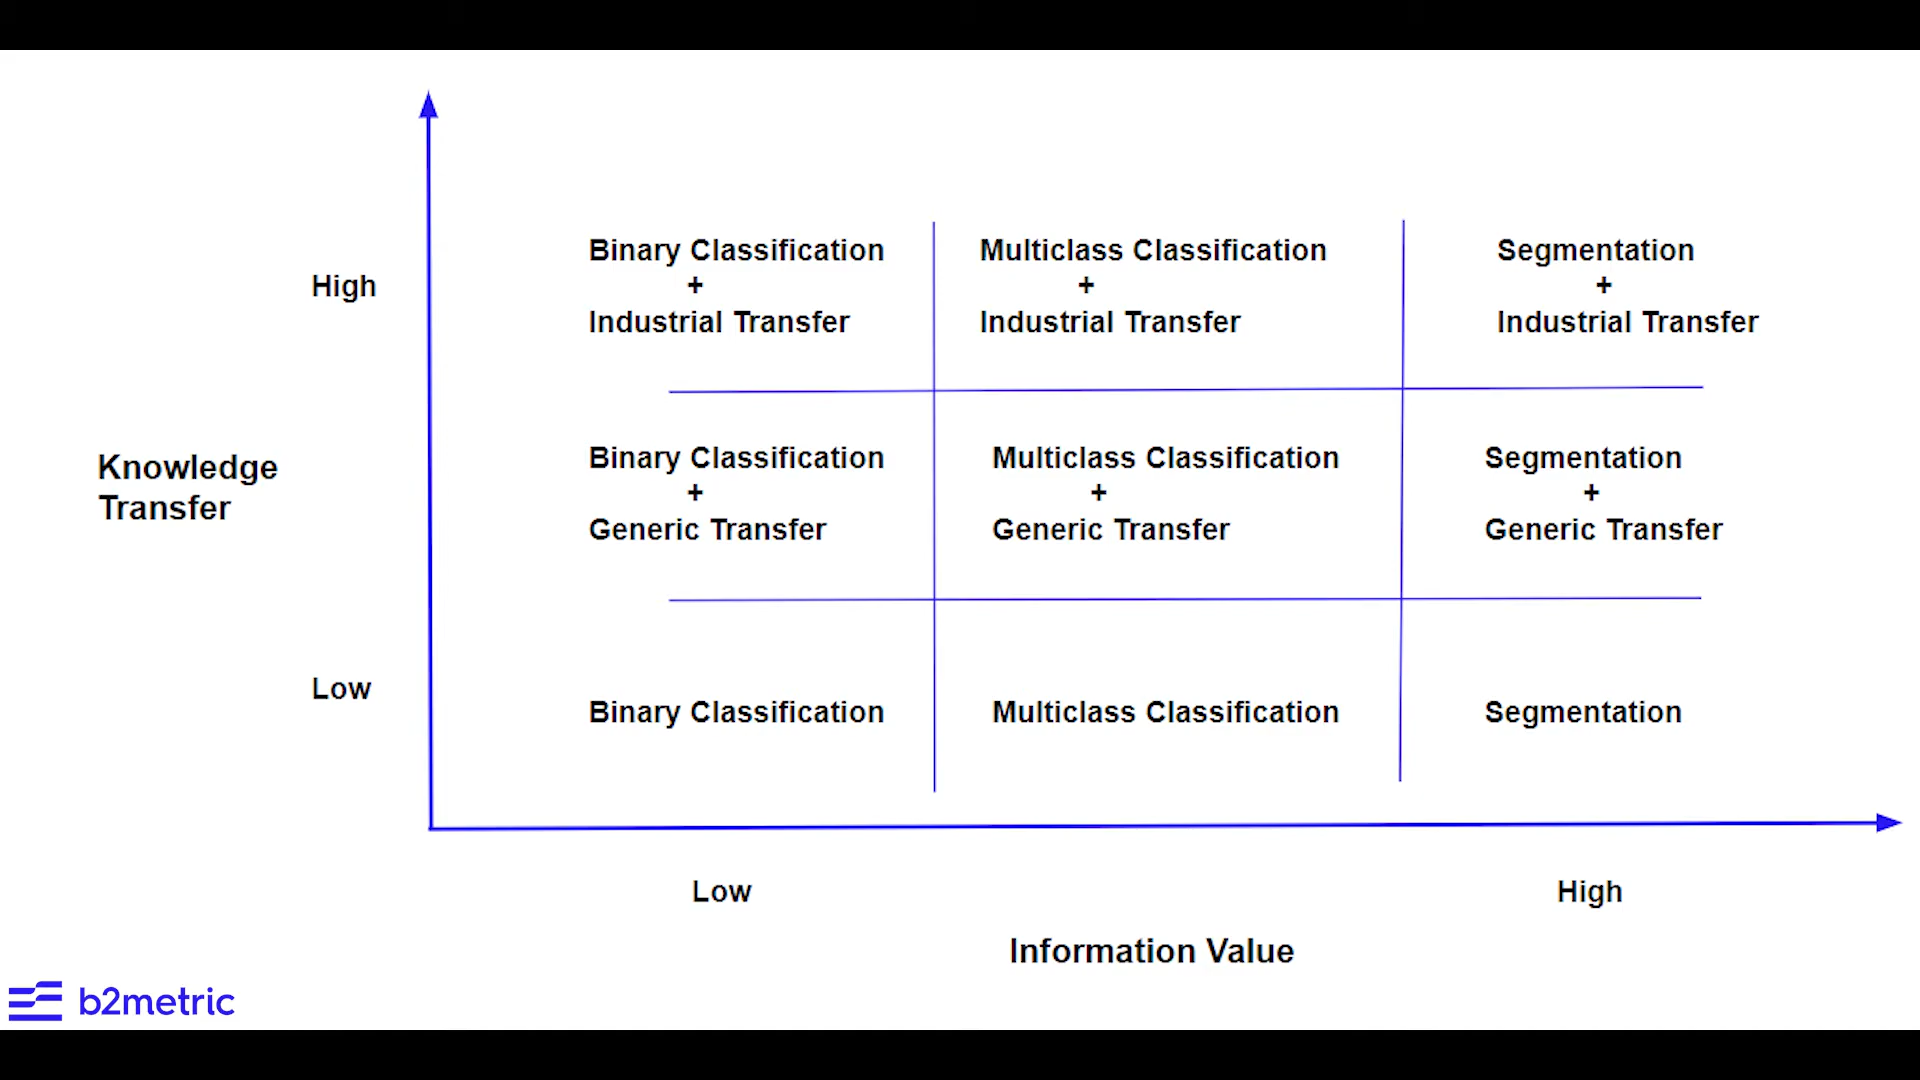 High
Binary Classification
+
Industrial Transfer
Multiclass Classification
+
Industrial Transfer
Segmentation
+
Industrial Transfer
Knowledge
Transfer
Binary Classification
+
Generic Transfer
Multiclass Classification
+
Generic Transfer
Segmentation
+
Generic Transfer
Low
Binary Classification
Multiclass Classification
Segmentation
Low
High
Information Value
b2metric